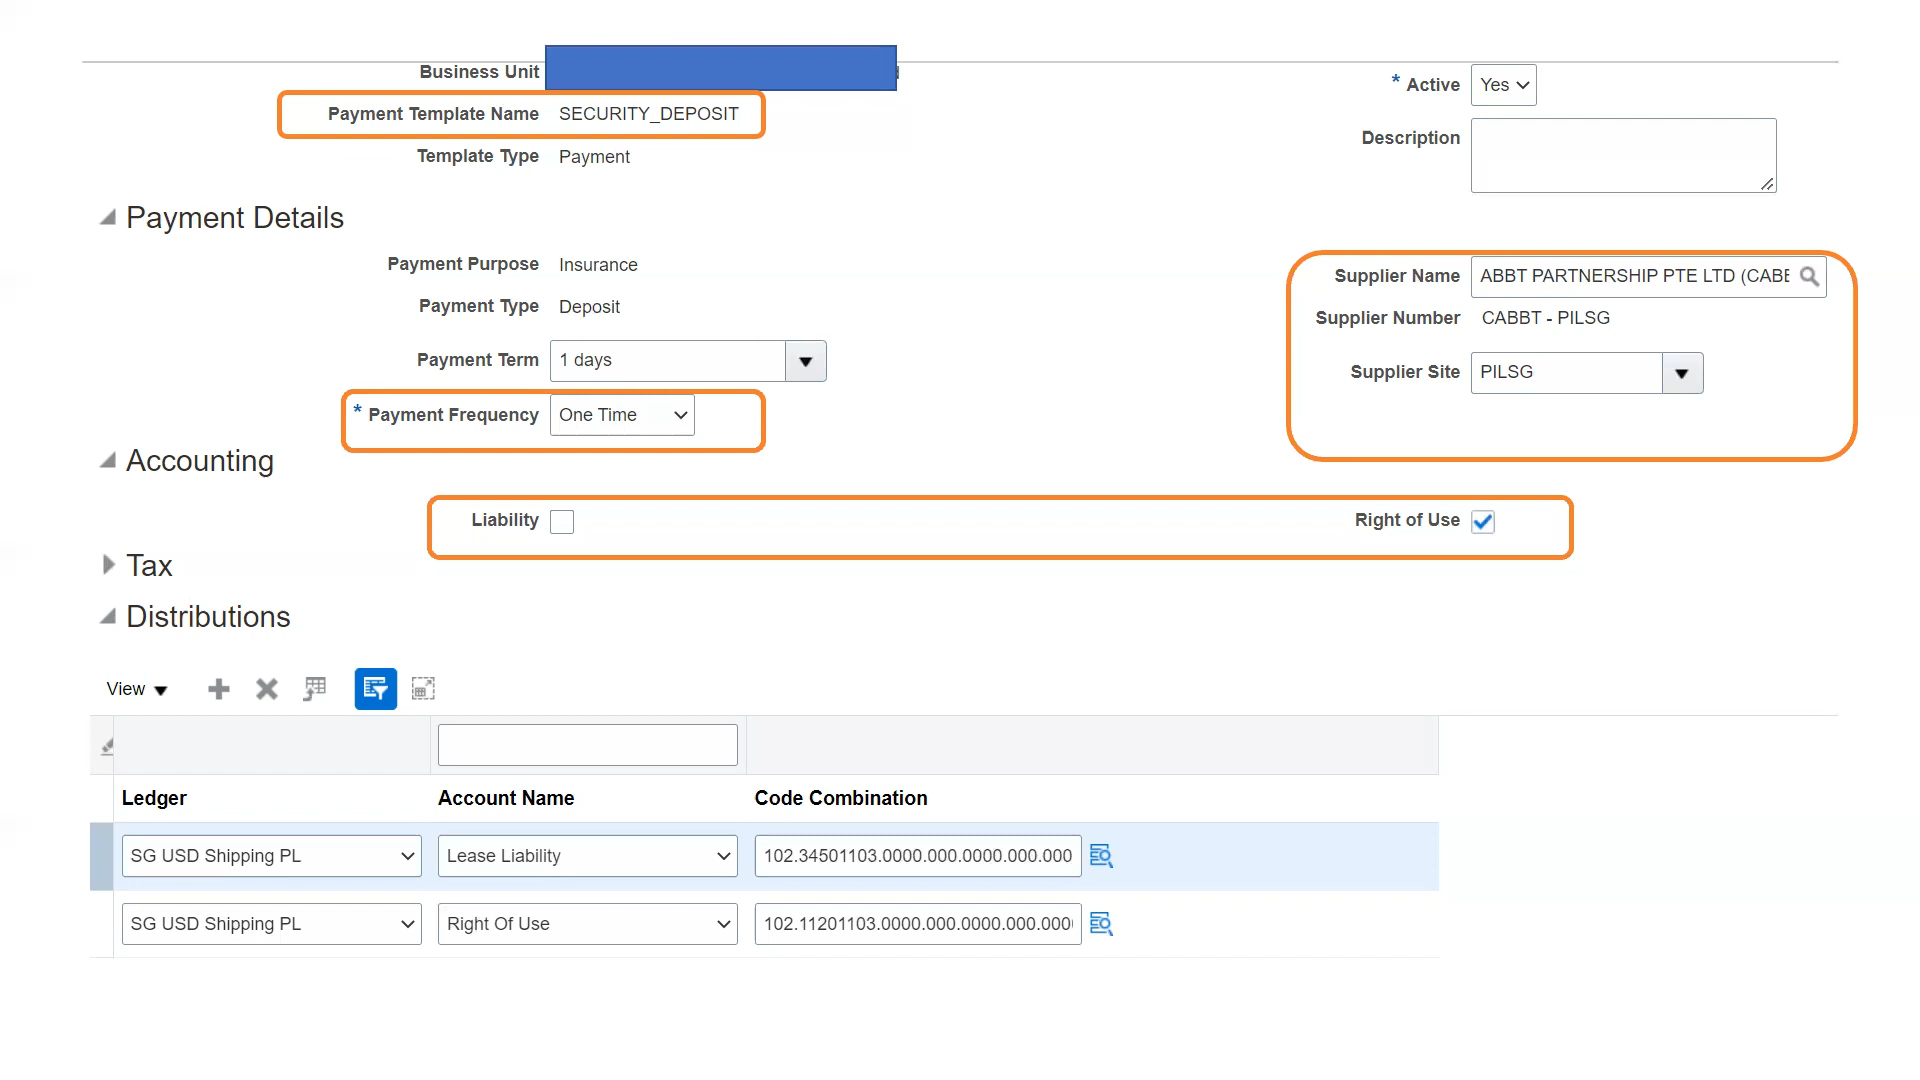 Business Unit
Payment Template Name SECURITY_DEPOSIT
Template Type Payment
* Active Yes
Description
Payment Details
Payment Purpose Insurance
Payment Type Deposit
Payment Term 1 days
* Payment Frequency One Time
Supplier Name ABBT PARTNERSHIP PTE LTD (CABE
Supplier Number CABBT - PILSG
Supplier Site PILSG
Accounting
Liability
Right of Use
Tax
Distributions
View
Ledger Account Name Code Combination
SG USD Shipping PL Lease Liability 102.34501103.0000.000.0000.000.000
SG USD Shipping PL Right Of Use 102.11201103.0000.000.0000.000.000